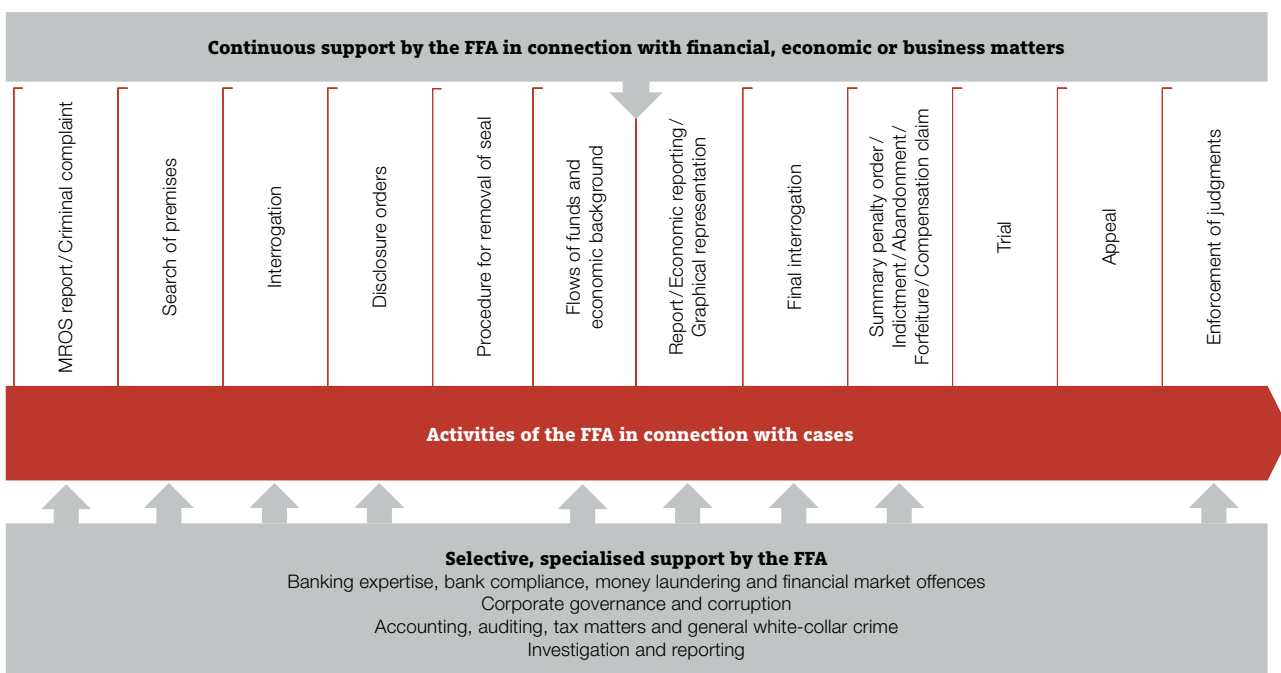 Continuous support by the FFA in connection with financial, economic or business matters
MROS report / Criminal complaint
Search of premises
Interrogation
Disclosure orders
Procedure for removal of seal
Flows of funds and
economic background
Report / Economic reporting /
Graphical representation
Final interrogation
Summary penalty order /
Indictment / Abandonment /
Forfeiture / Compensation claim
Trial
Appeal
Enforcement of judgments
Activities of the FFA in connection with cases
Selective, specialised support by the FFA
Banking expertise, bank compliance, money laundering and financial market offences
Corporate governance and corruption
Accounting, auditing, tax matters and general white-collar crime
Investigation and reporting